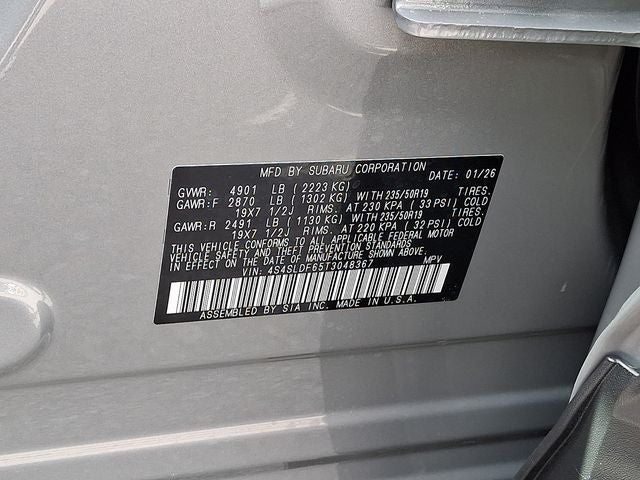 MFD BY SUBARU CORPORATION DATE: 01/26
GVWR: 4901 LB (2223 KG)
GAWR:F 2870 LB (1302 KG) WITH 235/50R19 TIRES.
19X7 1/2J RIMS. AT 230 KPA (33 PSI) COLD
GAWR:R 2491 LB (1130 KG) WITH 235/50R19 TIRES.
19X7 1/2J RIMS. AT 220 KPA (32 PSI) COLD
THIS VEHICLE CONFORMS TO ALL APPLICABLE FEDERAL MOTOR
VEHICLE SAFETY AND THEFT PREVENTION STANDARDS
IN EFFECT ON THE DATE OF MANUFACTURE SHOWN ABOVE.
VIN: 4S4SLDF65T3048367 MPV
ASSEMBLED BY SIA INC. MADE IN U.S.A.